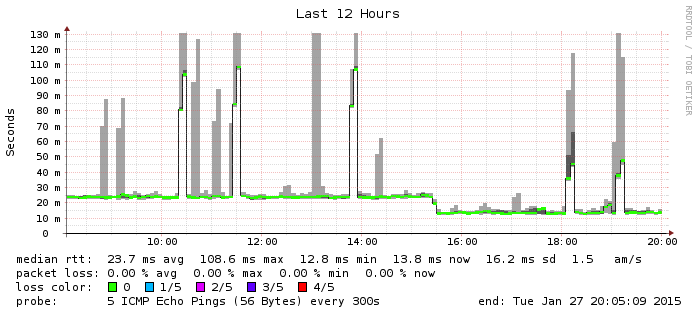 Last 12 Hours
RRDTOOL / TOBI OETIKER
Seconds
130 m
120 m
110 m
100 m
90 m
80 m
70 m
60 m
50 m
40 m
30 m
20 m
10 m
0
10:00 12:00 14:00 16:00 18:00 20:00
median rtt: 23.7 ms avg 108.6 ms max 12.8 ms min 13.8 ms now 16.2 ms sd 1.5 am/s
packet loss: 0.00 % avg 0.00 % max 0.00 % min 0.00 % now
loss color: 0 1/5 2/5 3/5 4/5
probe: 5 ICMP Echo Pings (56 Bytes) every 300s end: Tue Jan 27 20:05:09 2015